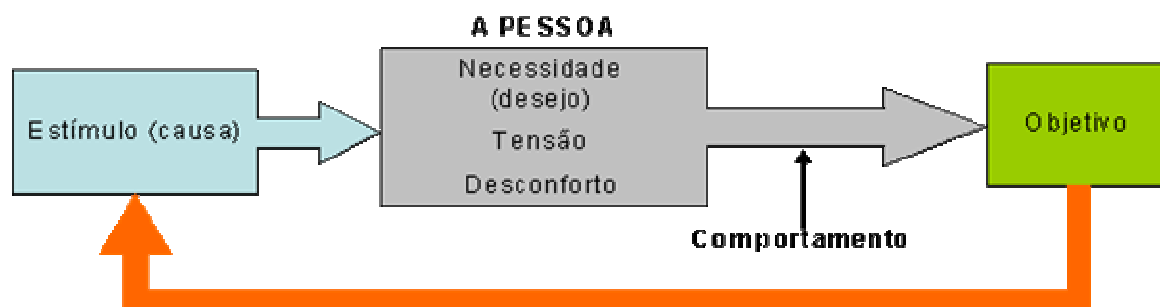 A PESSOA
Estímulo (causa)
Necessidade
(desejo)
Tensão
Desconforto
Objetivo
Comportamento